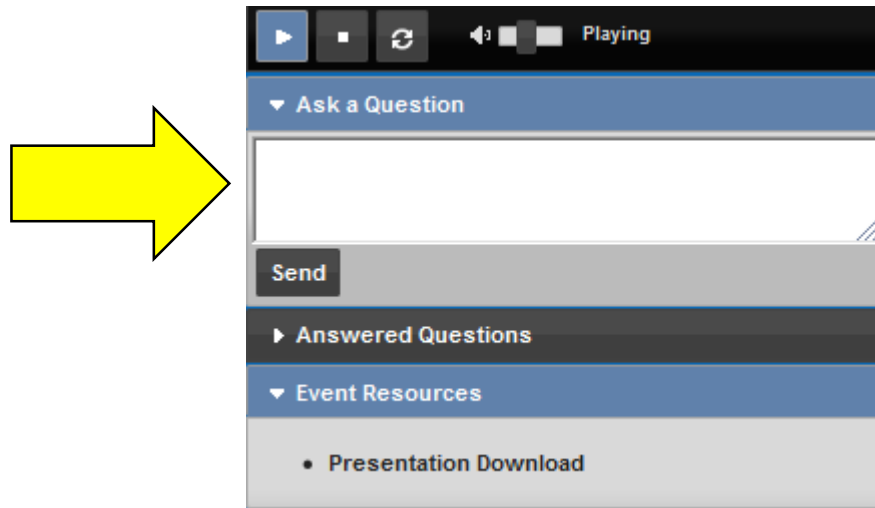 Playing
Ask a Question
Send
Answered Questions
Event Resources
• Presentation Download